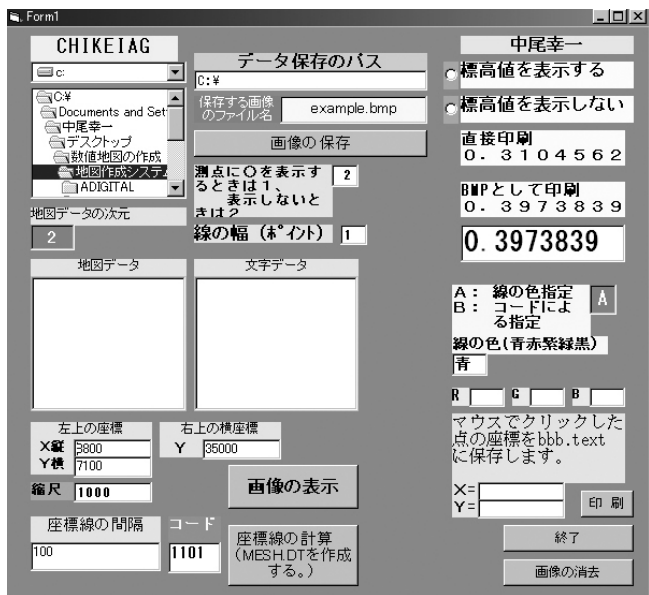 Form1
CHIKEIAG
c:
C:¥
Documents and Set
中尾幸一
デスクトップ
数値地図の作成
地図作成システム
ADIGITAL
地図データの次元
2
データ保存のパス
C:¥
保存する画像
のファイル名
example.bmp
画像の保存
測点に〇を表示す
るときは1、
表示しないと
きは2
2
線の幅（ポイント）
1
中尾幸一
標高値を表示する
標高値を表示しない
直接印刷
0.3104562
BMPとして印刷
0.3973839
0.3973839
地図データ
文字データ
A： 線の色指定
B： コードによ
る指定
A
線の色(青赤紫緑黒)
青
R
G
B
マウスでクリックした
点の座標をbbb.text
に保存します。
X=
Y=
印 刷
終了
画像の消去
左上の座標
X縦
3800
Y横
7100
縮尺
1000
右上の横座標
Y
35000
画像の表示
座標線の間隔
100
コード
1101
座標線の計算
(MESH.DTを作成
する。)